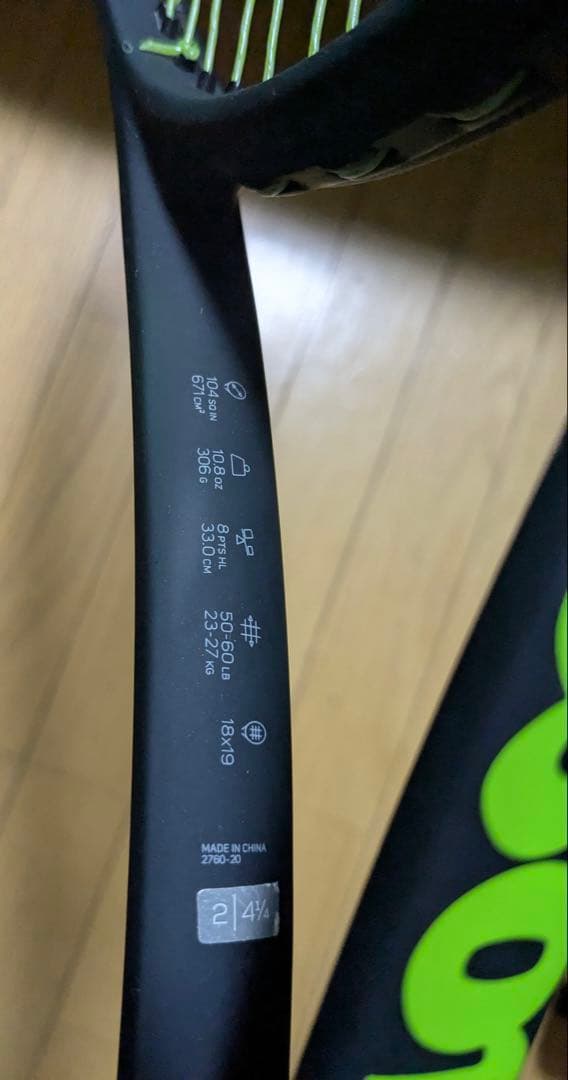 104 SQ IN
671 CM²
10.8 OZ
306 G
8 PTS HL
33.0 CM
50-60 LB
23-27 KG
18x19
MADE IN CHINA
2760-20
2|4¼